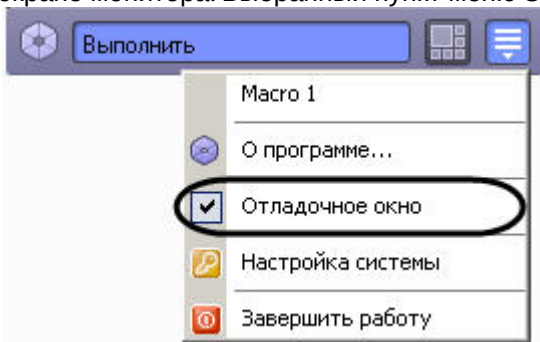 Выполнить
Macro 1
О программе...
Отладочное окно
Настройка системы
Завершить работу